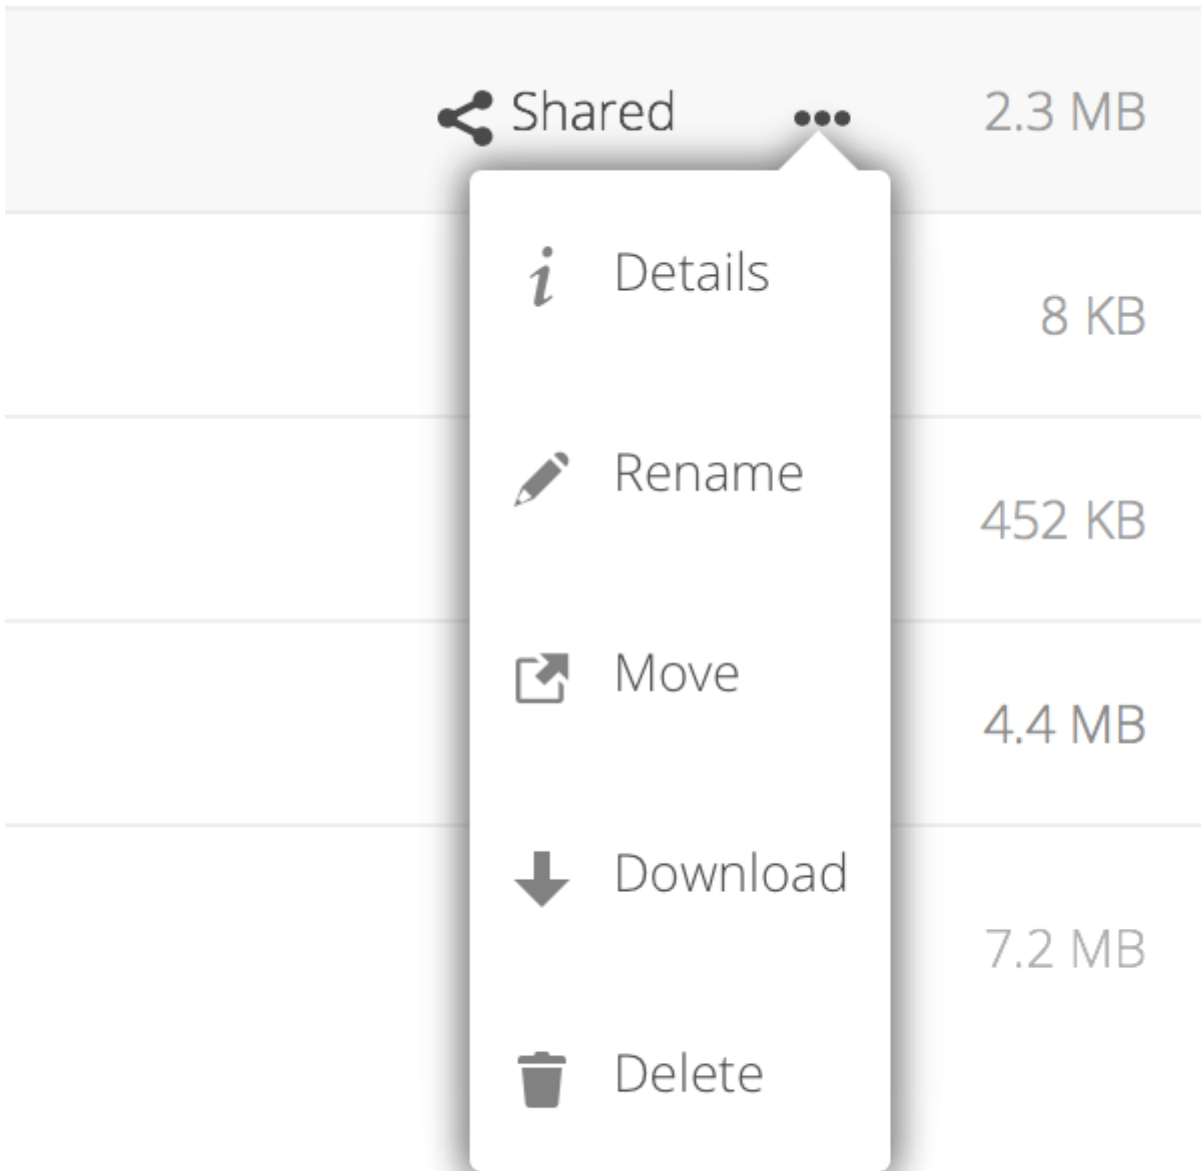 Shared 2.3 MB
Details
8 KB
Rename
452 KB
Move
4.4 MB
Download
7.2 MB
Delete